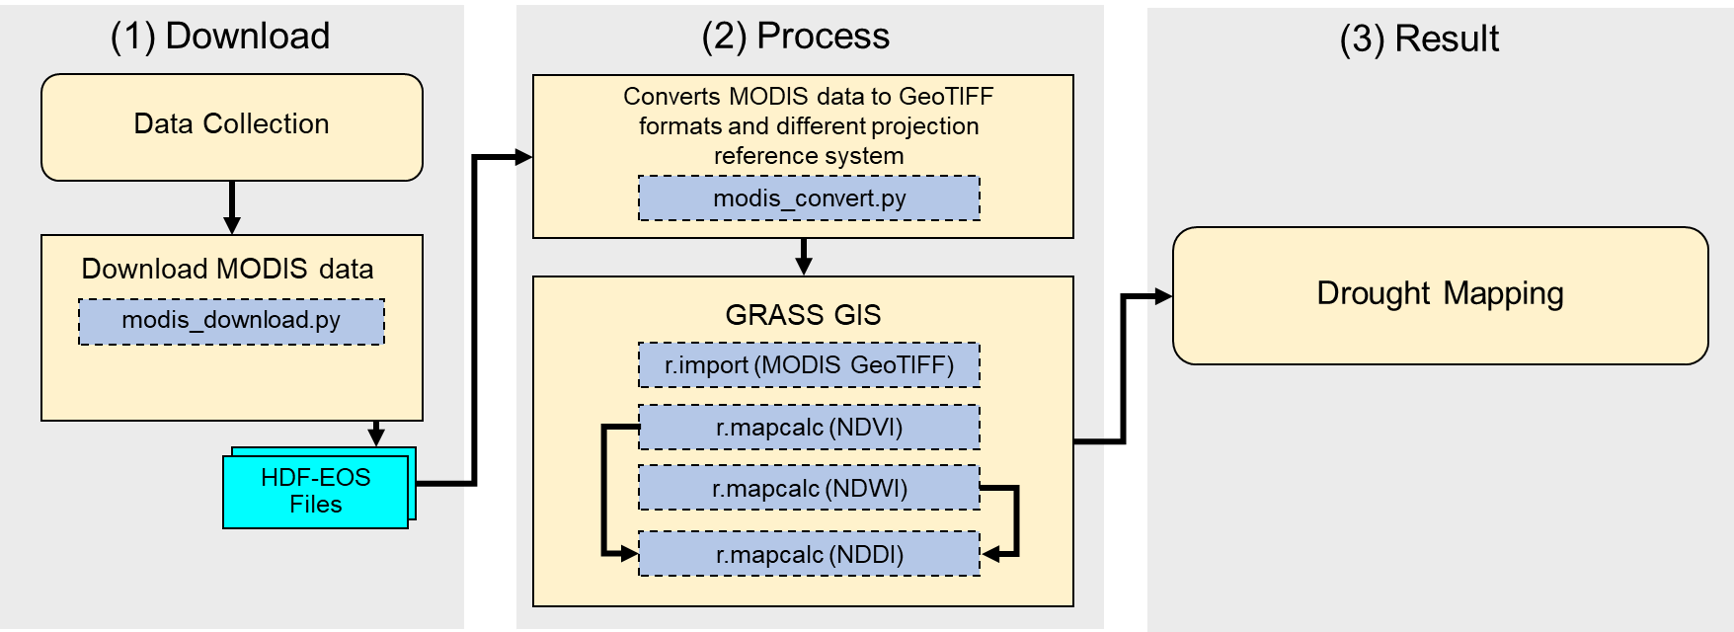 (1) Download
Data Collection
Download MODIS data
modis_download.py
HDF-EOS
Files
(2) Process
Converts MODIS data to GeoTIFF
formats and different projection
reference system
modis_convert.py
GRASS GIS
r.import (MODIS GeoTIFF)
r.mapcalc (NDVI)
r.mapcalc (NDWI)
r.mapcalc (NDDI)
(3) Result
Drought Mapping